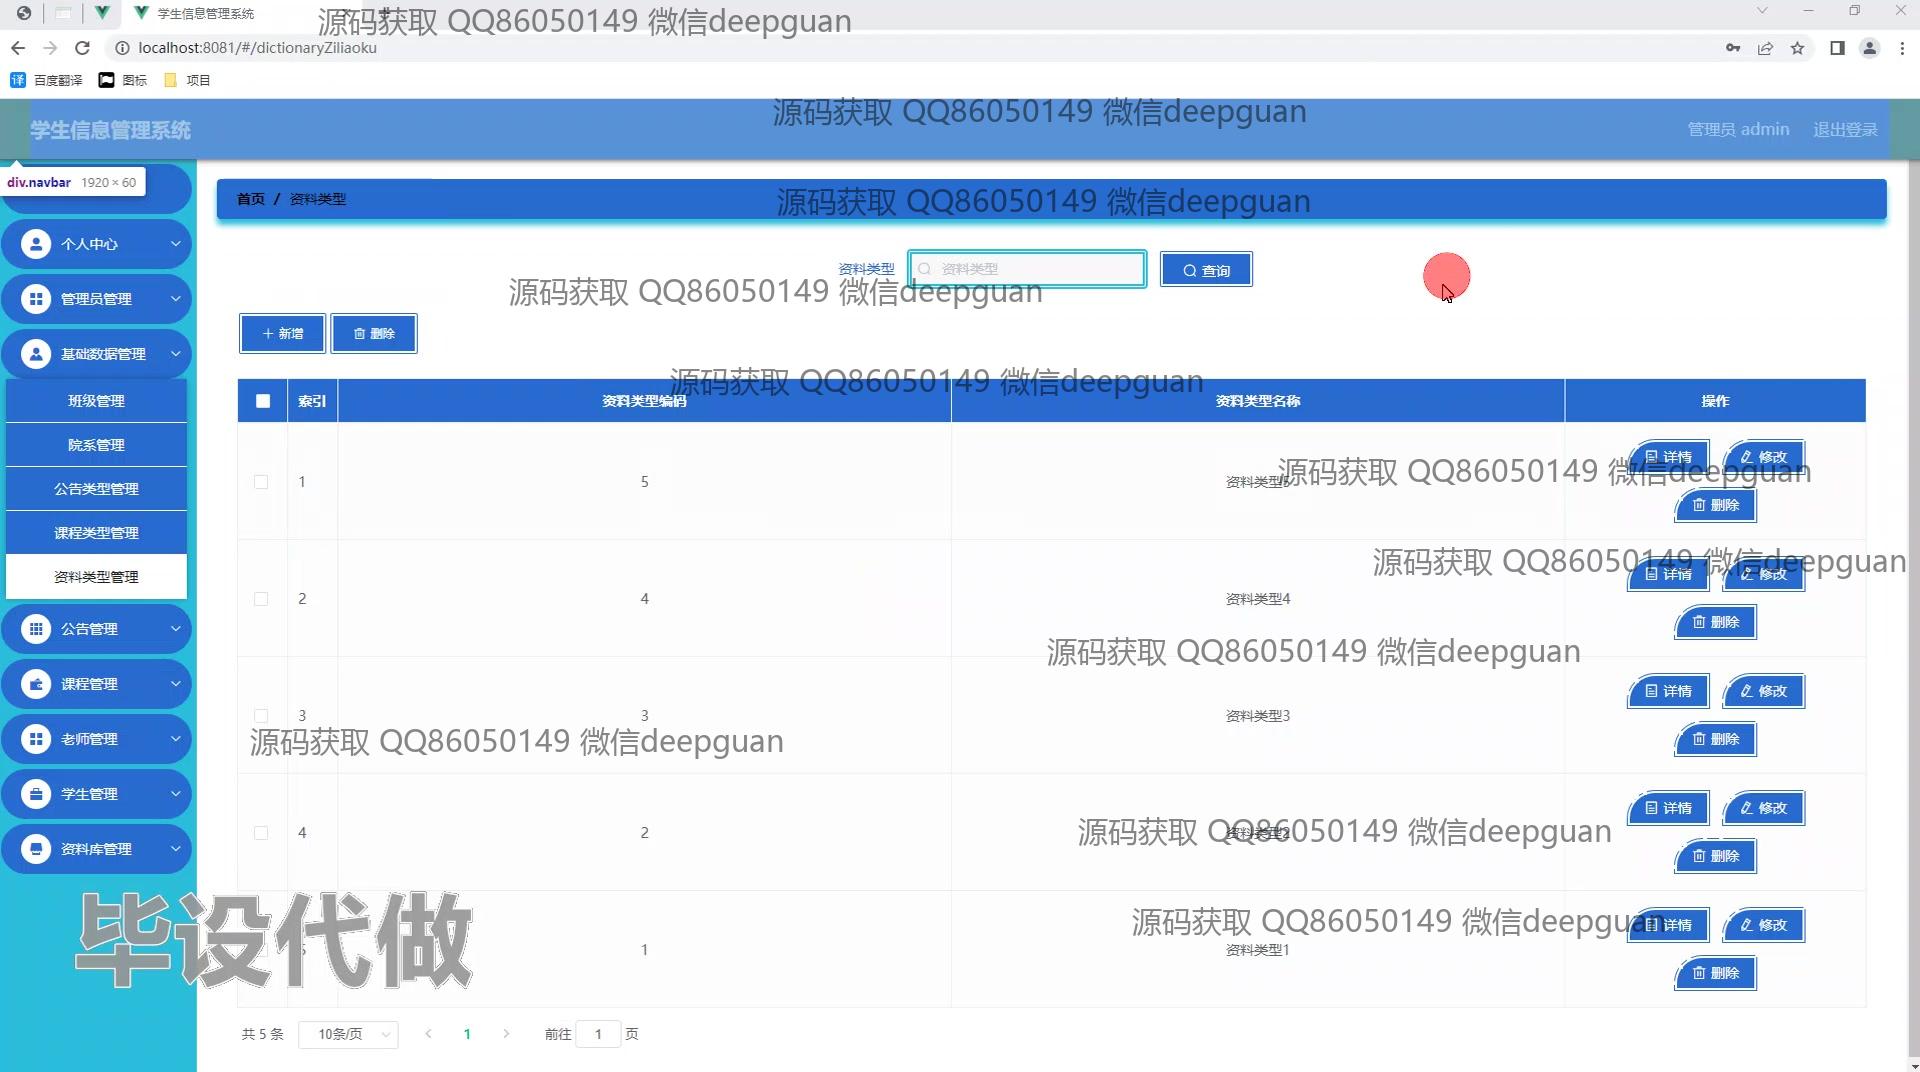 学生信息管理系统
源码获取 QQ86050149 微信deepguan
localhost:8081/#/dictionaryZiliaoku
百度翻译 图标 项目
源码获取 QQ86050149 微信deepguan
学生信息管理系统
管理员 admin 退出登录
div.navbar 1920 × 60
首页 / 资料类型
源码获取 QQ86050149 微信deepguan
个人中心
资料类型 资料类型 查询
源码获取 QQ86050149 微信deepguan
管理员管理
新增 删除
基础数据管理
源码获取 QQ86050149 微信deepguan
班级管理
索引 资料类型编码 资料类型名称 操作
院系管理
详情 修改
源码获取 QQ86050149 微信deepguan
1 5 资料类型5
公告类型管理
删除
课程类型管理
源码获取 QQ86050149 微信deepguan
详情 修改
资料类型管理
2 4 资料类型4
删除
公告管理
源码获取 QQ86050149 微信deepguan
课程管理
详情 修改
3 3 资料类型3
老师管理
删除
源码获取 QQ86050149 微信deepguan
学生管理
详情 修改
4 2 资料类型2
源码获取 QQ86050149 微信deepguan
资料库管理
删除
毕设代做
源码获取 QQ86050149 微信deepguan
详情 修改
5 1 资料类型1
删除
共 5 条 10条/页 1 前往 1 页